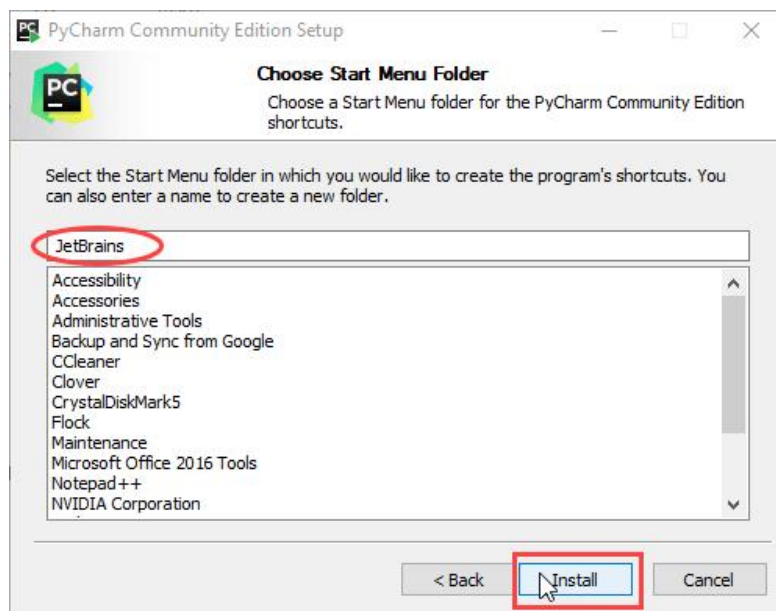 PC PyCharm Community Edition Setup
PC
Choose Start Menu Folder
Choose a Start Menu folder for the PyCharm Community Edition
shortcuts.
Select the Start Menu folder in which you would like to create the program's shortcuts. You
can also enter a name to create a new folder.
JetBrains
Accessibility
Accessories
Administrative Tools
Backup and Sync from Google
CCleaner
Clover
CrystalDiskMark5
Flock
Maintenance
Microsoft Office 2016 Tools
Notepad++
NVIDIA Corporation
< Back Install Cancel